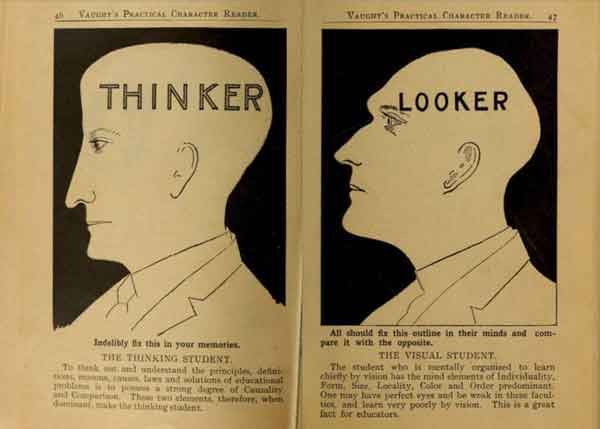 46 VAUGHT'S PRACTICAL CHARACTER READER.
THINKER
Indelibly fix this in your memories.
THE THINKING STUDENT.
To think out and understand the principles, defini-
tions, reasons, causes, laws and solutions of educational
problems is to possess a strong degree of Causality
and Comparison. These two elements, therefore, when
dominant, make the thinking student.
VAUGHT'S PRACTICAL CHARACTER READER. 47
LOOKER
All should fix this outline in their minds and com-
pare it with the opposite.
THE VISUAL STUDENT.
The student who is mentally organized to learn
chiefly by vision has the mind elements of Individuality,
Form, Size, Locality, Color and Order predominant.
One may have perfect eyes and be weak in these facul-
ties, and learn very poorly by vision. This is a great
fact for educators.